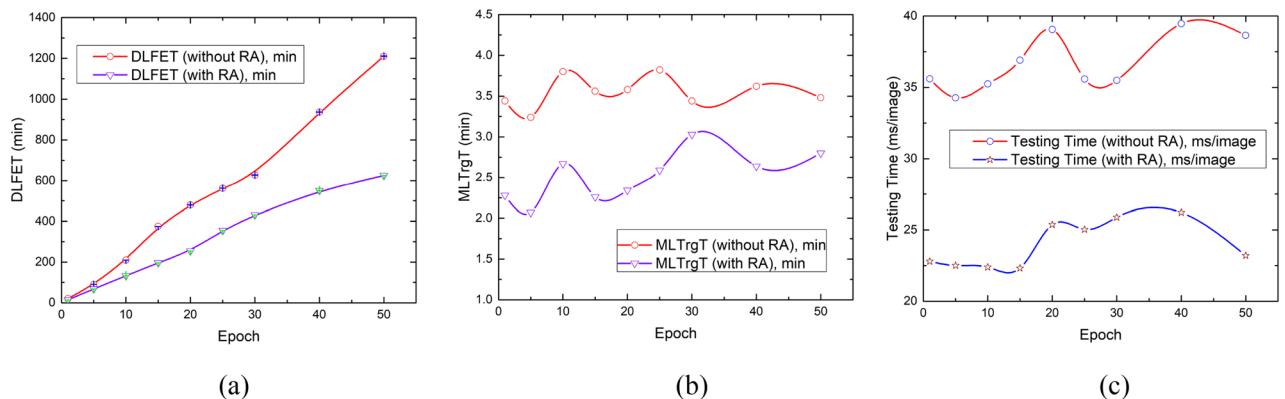 1400
1200
1000
800
600
400
200
0
DLFET (min)
DLFET (without RA), min
DLFET (with RA), min
0 10 20 30 40 50
Epoch
(a)
4.5
4.0
3.5
3.0
2.5
2.0
1.5
1.0
MLTrgT (min)
MLTrgT (without RA), min
MLTrgT (with RA), min
0 10 20 30 40 50
Epoch
(b)
40
35
30
25
20
Testing Time (ms/image)
Testing Time (without RA), ms/image
Testing Time (with RA), ms/image
0 10 20 30 40 50
Epoch
(c)